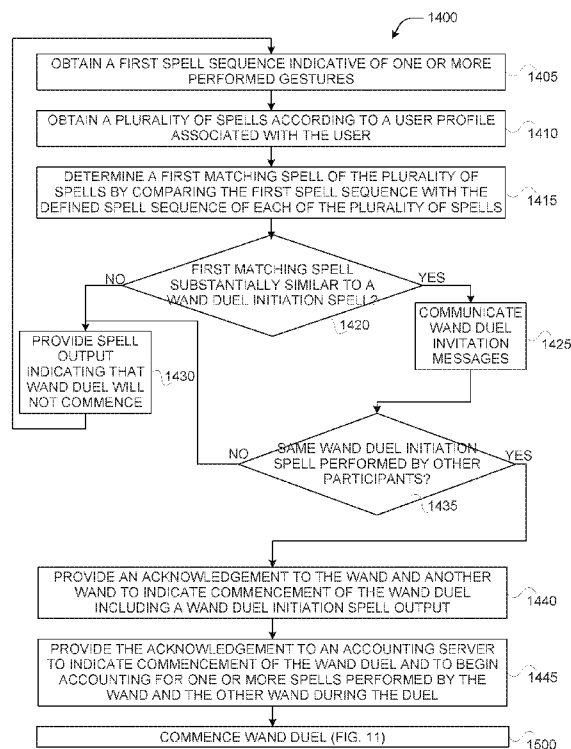 1400
OBTAIN A FIRST SPELL SEQUENCE INDICATIVE OF ONE OR MORE
PERFORMED GESTURES
1405
OBTAIN A PLURALITY OF SPELLS ACCORDING TO A USER PROFILE
ASSOCIATED WITH THE USER
1410
DETERMINE A FIRST MATCHING SPELL OF THE PLURALITY OF
SPELLS BY COMPARING THE FIRST SPELL SEQUENCE WITH THE
DEFINED SPELL SEQUENCE OF EACH OF THE PLURALITY OF SPELLS
1415
FIRST MATCHING SPELL
SUBSTANTIALLY SIMILAR TO A
WAND DUEL INITIATION SPELL?
NO
YES
1420
COMMUNICATE
WAND DUEL
INVITATION
MESSAGES
1425
PROVIDE SPELL
OUTPUT
INDICATING THAT
WAND DUEL WILL
NOT COMMENCE
1430
SAME WAND DUEL INITIATION
SPELL PERFORMED BY OTHER
PARTICIPANTS?
NO
YES
1435
PROVIDE AN ACKNOWLEDGEMENT TO THE WAND AND ANOTHER
WAND TO INDICATE COMMENCEMENT OF THE WAND DUEL
INCLUDING A WAND DUEL INITIATION SPELL OUTPUT
1440
PROVIDE THE ACKNOWLEDGEMENT TO AN ACCOUNTING SERVER
TO INDICATE COMMENCEMENT OF THE WAND DUEL AND TO BEGIN
ACCOUNTING FOR ONE OR MORE SPELLS PERFORMED BY THE
WAND AND THE OTHER WAND DURING THE DUEL
1445
COMMENCE WAND DUEL (FIG. 11)
1500